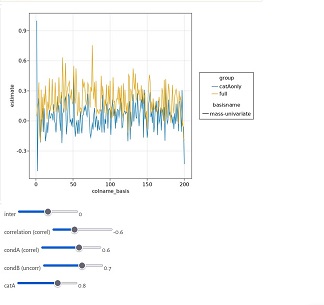 0.9
0.6
0.3
0.0
-0.3
estimate
0
50
100
150
200
colname_basis
group
catAonly
full
basisname
mass-univariate
inter 0
correlation (correl) -0.6
condA (correl) 0.6
condB (uncorr) 0.7
catA 0.8